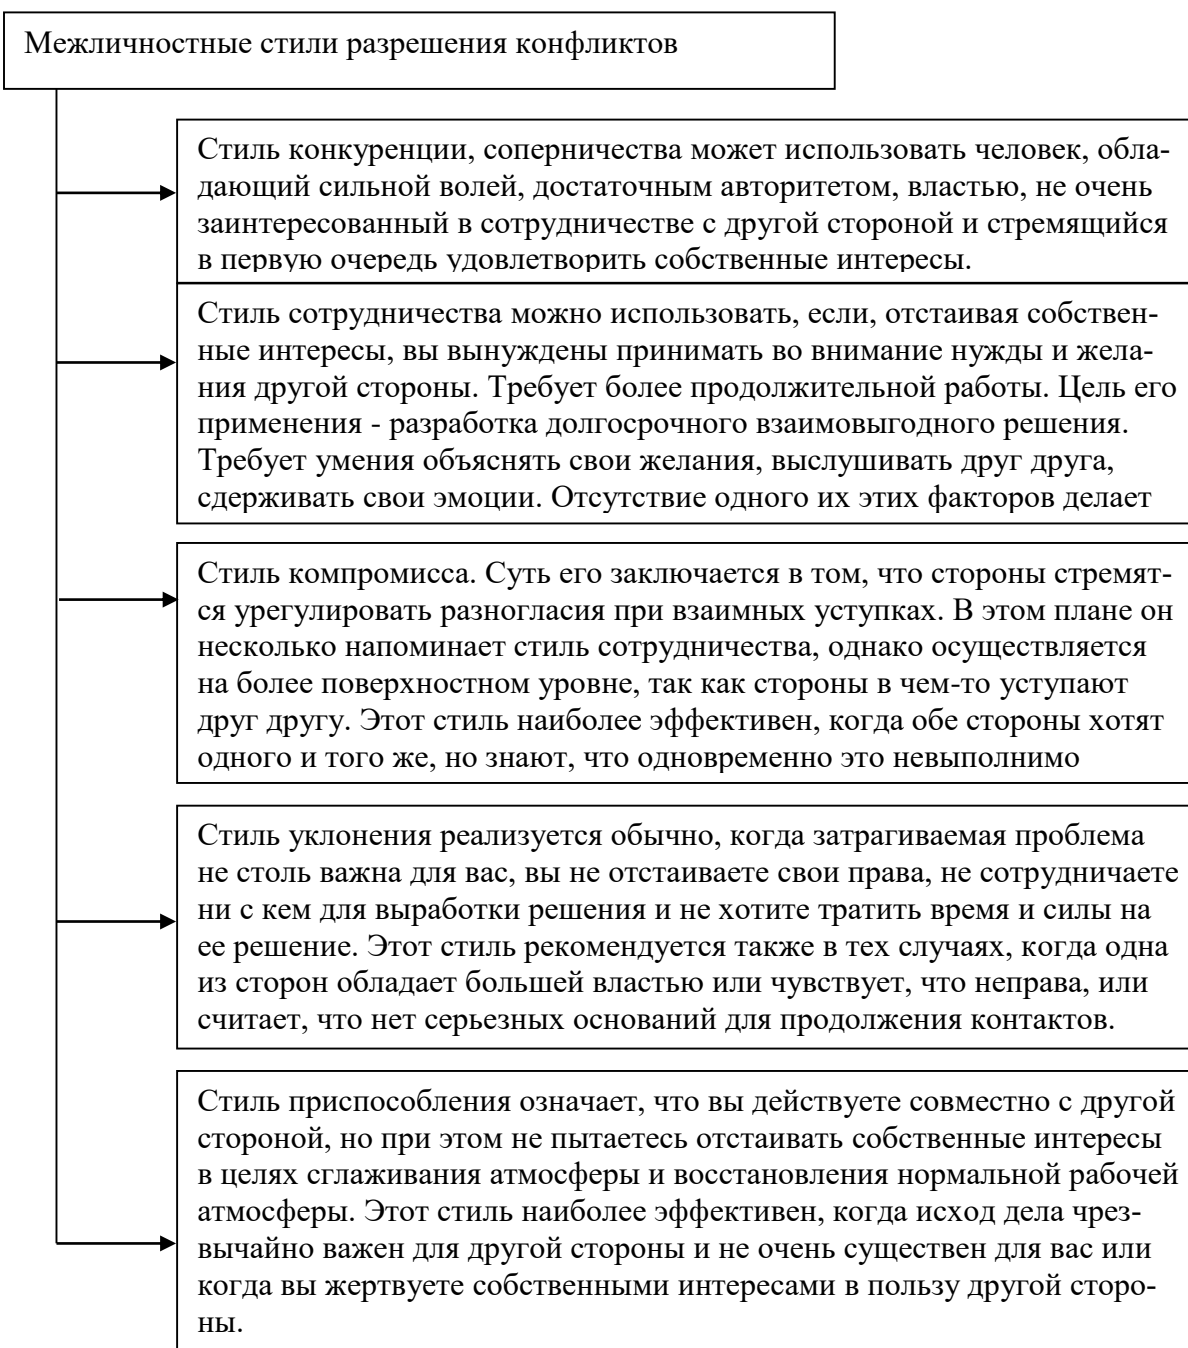 Межличностные стили разрешения конфликтов
Стиль конкуренции, соперничества может использовать человек, обла-
дающий сильной волей, достаточным авторитетом, властью, не очень
заинтересованный в сотрудничестве с другой стороной и стремящийся
в первую очередь удовлетворить собственные интересы.
Стиль сотрудничества можно использовать, если, отстаивая собствен-
ные интересы, вы вынуждены принимать во внимание нужды и жела-
ния другой стороны. Требует более продолжительной работы. Цель его
применения - разработка долгосрочного взаимовыгодного решения.
Требует умения объяснять свои желания, выслушивать друг друга,
сдерживать свои эмоции. Отсутствие одного их этих факторов делает
Стиль компромисса. Суть его заключается в том, что стороны стремят-
ся урегулировать разногласия при взаимных уступках. В этом плане он
несколько напоминает стиль сотрудничества, однако осуществляется
на более поверхностном уровне, так как стороны в чем-то уступают
друг другу. Этот стиль наиболее эффективен, когда обе стороны хотят
одного и того же, но знают, что одновременно это невыполнимо
Стиль уклонения реализуется обычно, когда затрагиваемая проблема
не столь важна для вас, вы не отстаиваете свои права, не сотрудничаете
ни с кем для выработки решения и не хотите тратить время и силы на
ее решение. Этот стиль рекомендуется также в тех случаях, когда одна
из сторон обладает большей властью или чувствует, что неправа, или
считает, что нет серьезных оснований для продолжения контактов.
Стиль приспособления означает, что вы действуете совместно с другой
стороной, но при этом не пытаетесь отстаивать собственные интересы
в целях сглаживания атмосферы и восстановления нормальной рабочей
атмосферы. Этот стиль наиболее эффективен, когда исход дела чрез-
вычайно важен для другой стороны и не очень существен для вас или
когда вы жертвуете собственными интересами в пользу другой сторо-
ны.